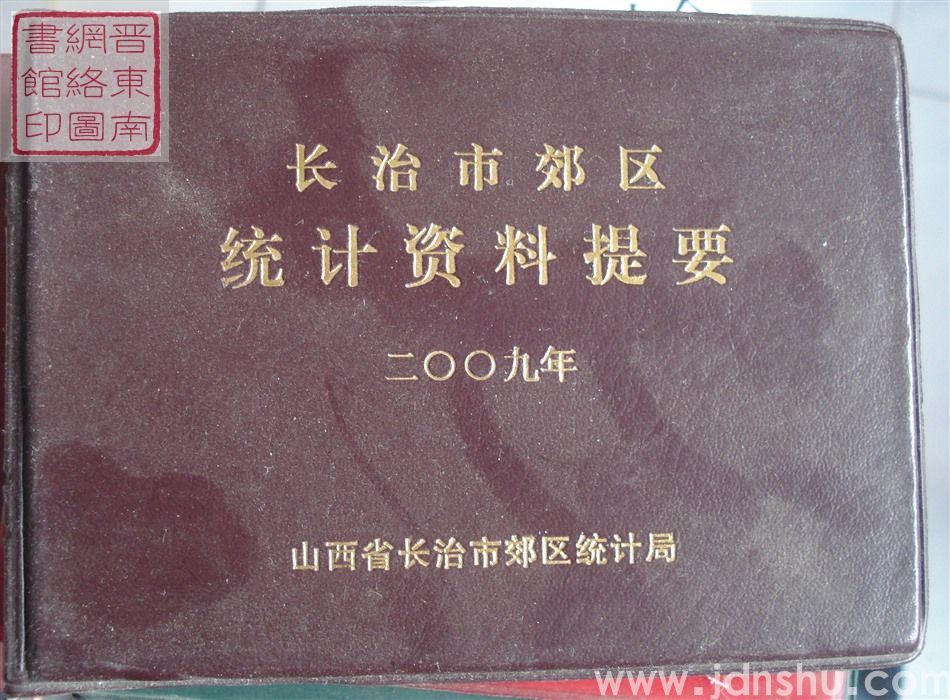 晋東南
網絡圖
書館印
长治市郊区
统计资料提要
二〇〇九年
山西省长治市郊区统计局
www.jdnshu.com